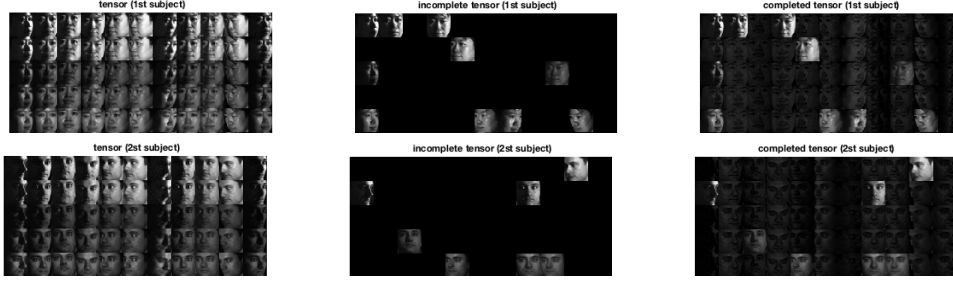 tensor (1st subject)
incomplete tensor (1st subject)
completed tensor (1st subject)
tensor (2st subject)
incomplete tensor (2st subject)
completed tensor (2st subject)